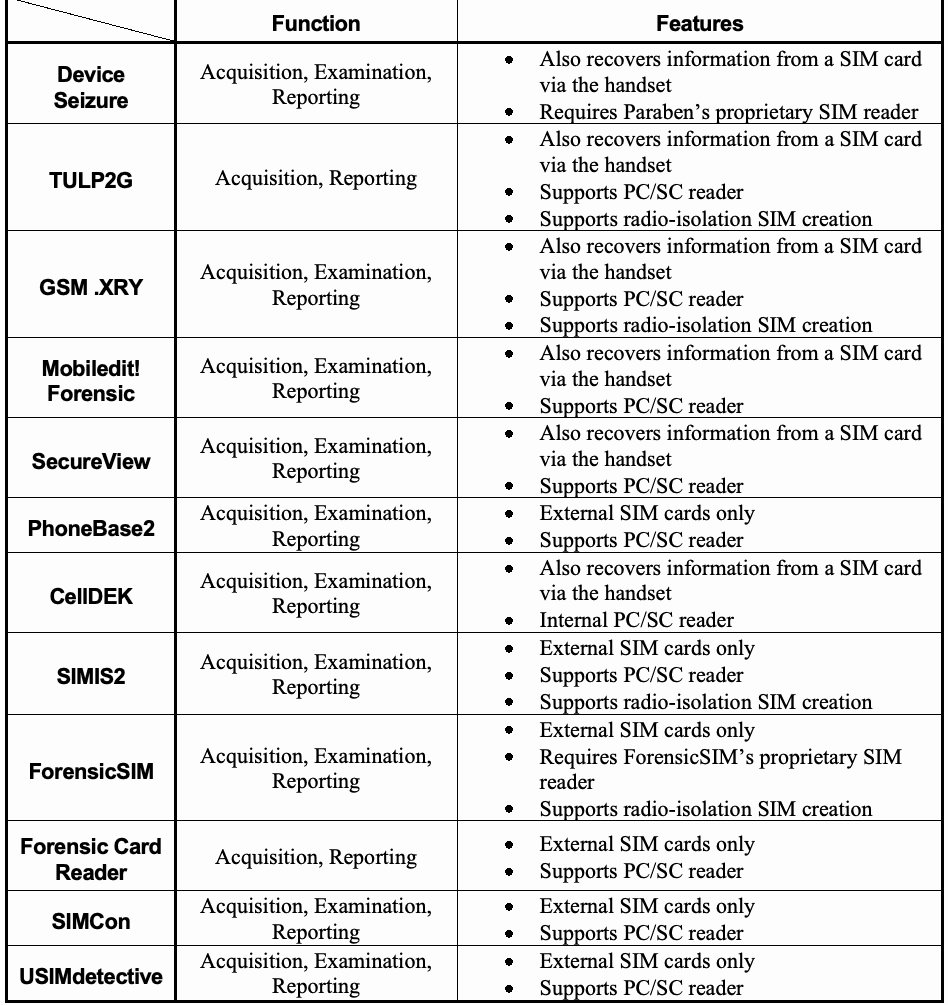 Function
Features
Device
Seizure
Acquisition, Examination,
Reporting
• Also recovers information from a SIM card
via the handset
• Requires Paraben’s proprietary SIM reader
TULP2G
Acquisition, Reporting
• Also recovers information from a SIM card
via the handset
• Supports PC/SC reader
• Supports radio-isolation SIM creation
GSM .XRY
Acquisition, Examination,
Reporting
• Also recovers information from a SIM card
via the handset
• Supports PC/SC reader
• Supports radio-isolation SIM creation
Mobiledit!
Forensic
Acquisition, Examination,
Reporting
• Also recovers information from a SIM card
via the handset
• Supports PC/SC reader
SecureView
Acquisition, Examination,
Reporting
• Also recovers information from a SIM card
via the handset
• Supports PC/SC reader
PhoneBase2
Acquisition, Examination,
Reporting
• External SIM cards only
• Supports PC/SC reader
CellDEK
Acquisition, Examination,
Reporting
• Also recovers information from a SIM card
via the handset
• Internal PC/SC reader
SIMIS2
Acquisition, Examination,
Reporting
• External SIM cards only
• Supports PC/SC reader
• Supports radio-isolation SIM creation
ForensicSIM
Acquisition, Examination,
Reporting
• External SIM cards only
• Requires ForensicSIM’s proprietary SIM
reader
• Supports radio-isolation SIM creation
Forensic Card
Reader
Acquisition, Reporting
• External SIM cards only
• Supports PC/SC reader
SIMCon
Acquisition, Examination,
Reporting
• External SIM cards only
• Supports PC/SC reader
USIMdetective
Acquisition, Examination,
Reporting
• External SIM cards only
• Supports PC/SC reader